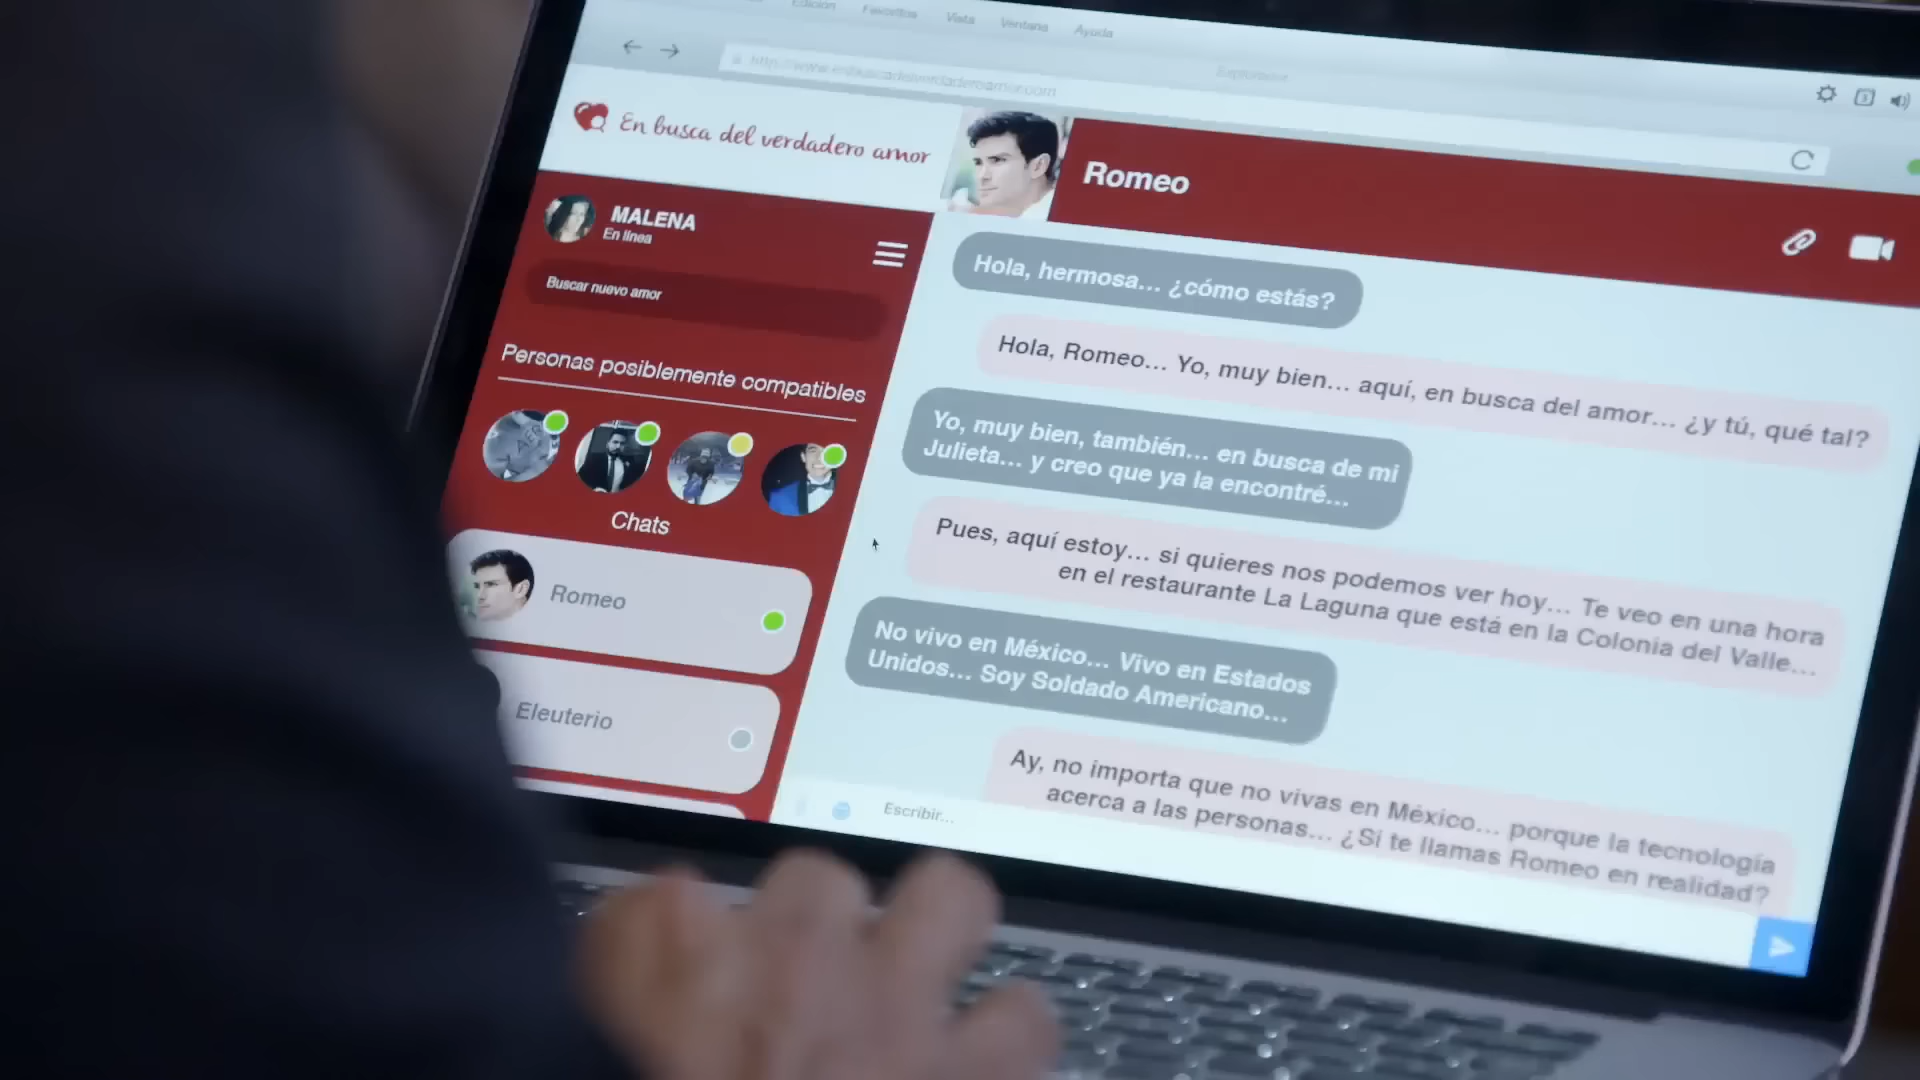 Edición Favoritos Vista Ventana Ayuda
Explorador
En busca del verdadero amor
MALENA
En línea
Buscar nuevo amor
Personas posiblemente compatibles
Chats
Romeo
Eleuterio
Romeo
Hola, hermosa... ¿cómo estás?
Hola, Romeo... Yo, muy bien... aquí, en busca del amor... ¿y tú, qué tal?
Yo, muy bien, también... en busca de mi
Julieta... y creo que ya la encontré...
Pues, aquí estoy... si quieres nos podemos ver hoy... Te veo en una hora
en el restaurante La Laguna que está en la Colonia del Valle...
No vivo en México... Vivo en Estados
Unidos... Soy Soldado Americano...
Ay, no importa que no vivas en México... porque la tecnología
acerca a las personas... ¿Si te llamas Romeo en realidad?
Escribir...